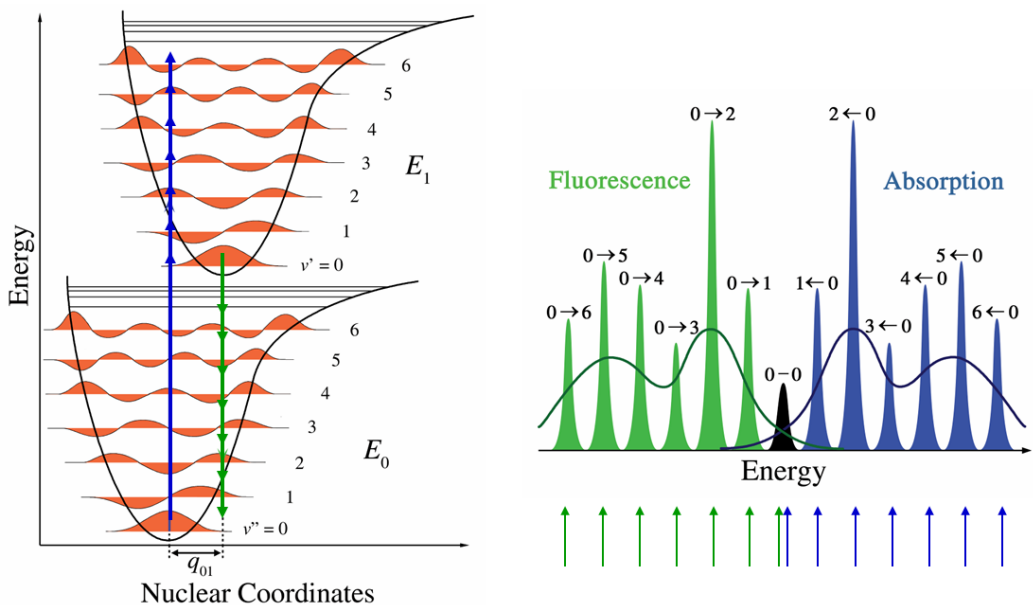 Energy
6
5
4
3
E₁
2
1
v' = 0
6
5
4
3
E₀
2
1
v'' = 0
q₀₁
Nuclear Coordinates
0→2
2←0
Fluorescence
Absorption
0→5
5←0
0→4
0→1
1←0
4←0
0→6
6←0
0→3
3←0
0−0
Energy